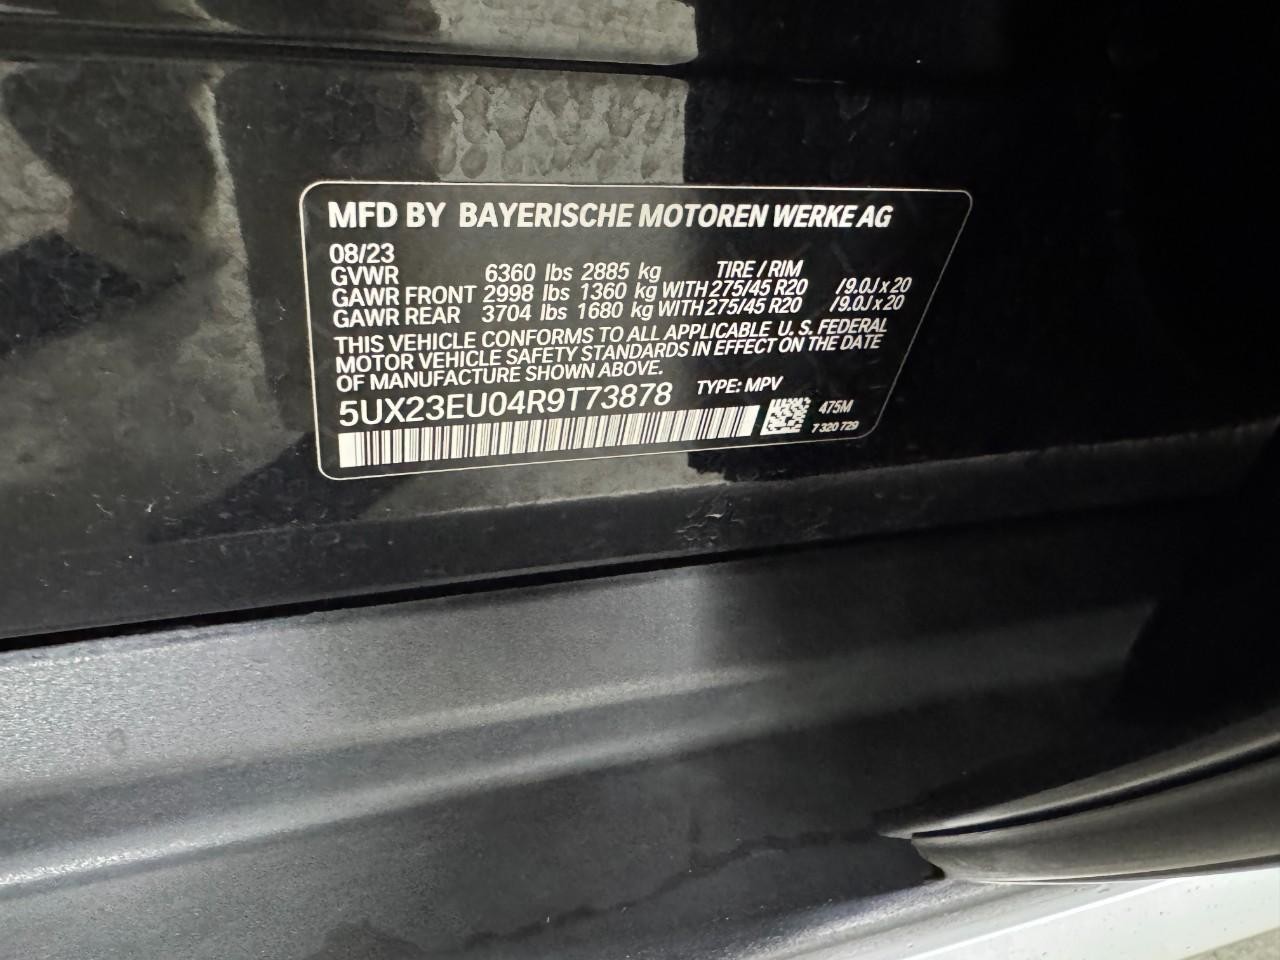 MFD BY BAYERISCHE MOTOREN WERKE AG
08/23
GVWR 6360 lbs 2885 kg TIRE / RIM
GAWR FRONT 2998 lbs 1360 kg WITH 275/45 R20 /9.0J x 20
GAWR REAR 3704 lbs 1680 kg WITH 275/45 R20 /9.0J x 20
THIS VEHICLE CONFORMS TO ALL APPLICABLE U. S. FEDERAL
MOTOR VEHICLE SAFETY STANDARDS IN EFFECT ON THE DATE
OF MANUFACTURE SHOWN ABOVE.
5UX23EU04R9T73878 TYPE: MPV
475M
7 320 729